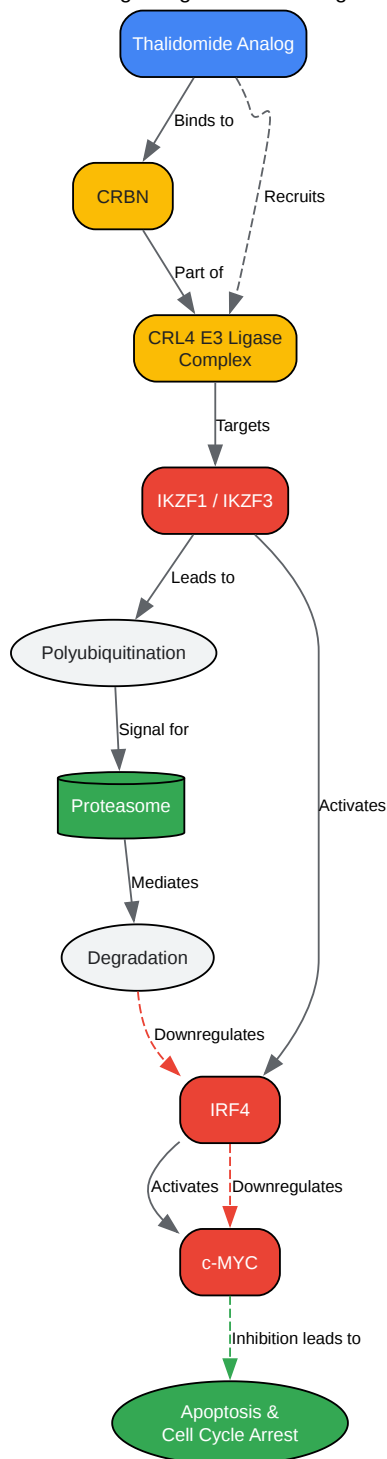 Thalidomide Analog
Binds to
Recruits
CRBN
Part of
CRL4 E3 Ligase
Complex
Targets
IKZF1 / IKZF3
Leads to
Polyubiquitination
Signal for
Proteasome
Activates
Mediates
Degradation
Downregulates
IRF4
Activates
Downregulates
c-MYC
Inhibition leads to
Apoptosis &
Cell Cycle Arrest